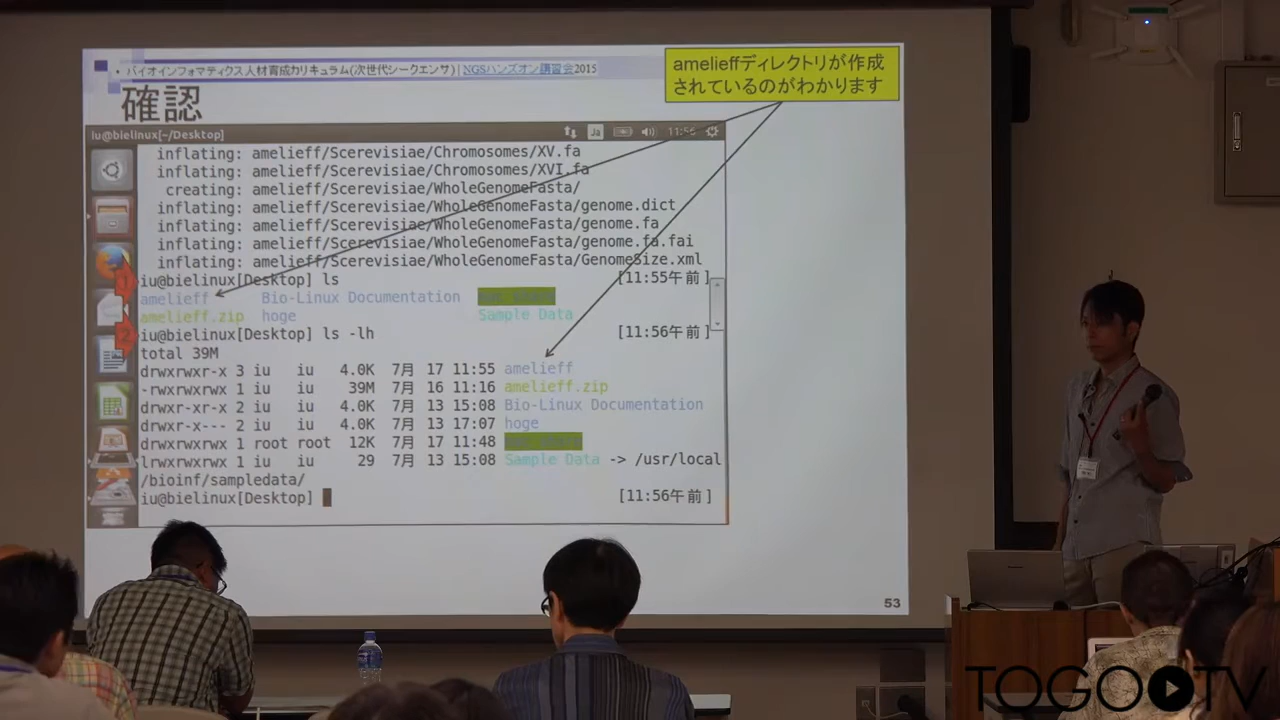 • バイオインフォマティクス人材育成カリキュラム(次世代シークエンサ) | NGSハンズオン講習会2015
確認
amelieffディレクトリが作成
されているのがわかります
iu@bielinux[~/Desktop]
Ja
11:56
inflating: amelieff/Scerevisiae/Chromosomes/XV.fa
inflating: amelieff/Scerevisiae/Chromosomes/XVI.fa
creating: amelieff/Scerevisiae/WholeGenomeFasta/
inflating: amelieff/Scerevisiae/WholeGenomeFasta/genome.dict
inflating: amelieff/Scerevisiae/WholeGenomeFasta/genome.fa
inflating: amelieff/Scerevisiae/WholeGenomeFasta/genome.fa.fai
inflating: amelieff/Scerevisiae/WholeGenomeFasta/GenomeSize.xml
1
iu@bielinux[Desktop] ls [11:55午前]
amelieff Bio-Linux Documentation
amelieff.zip hoge Sample Data
2
iu@bielinux[Desktop] ls -lh [11:56午前]
total 39M
drwxrwxr-x 3 iu iu 4.0K 7月 17 11:55 amelieff
-rwxrwxrwx 1 iu iu 39M 7月 16 11:16 amelieff.zip
drwxr-xr-x 2 iu iu 4.0K 7月 13 15:08 Bio-Linux Documentation
drwxr-x--- 2 iu iu 4.0K 7月 13 17:07 hoge
drwxrwxrwx 1 root root 12K 7月 17 11:48
lrwxrwxrwx 1 iu iu 29 7月 13 15:08 Sample Data -> /usr/local
/bioinf/sampledata/
iu@bielinux[Desktop] [11:56午前]
53
TOGOTV